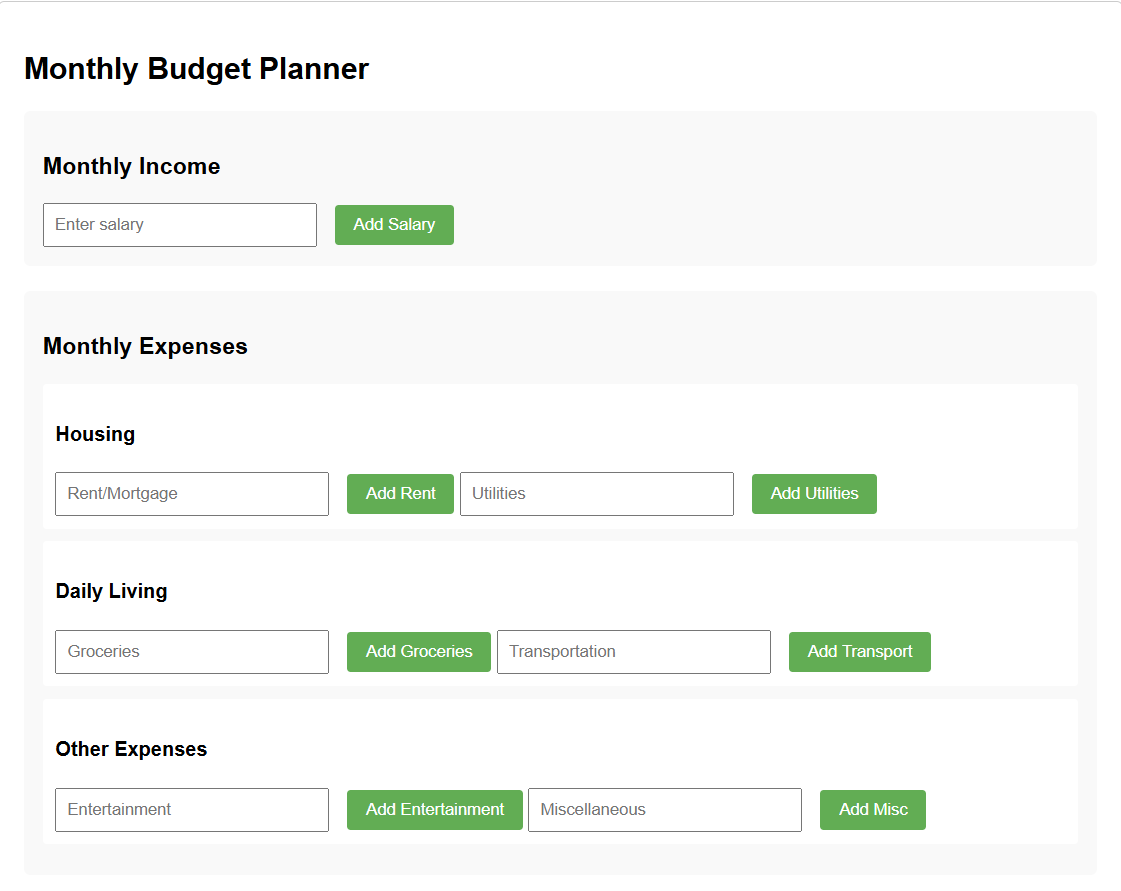 Monthly Budget Planner
Monthly Income
Enter salary Add Salary
Monthly Expenses
Housing
Rent/Mortgage Add Rent Utilities Add Utilities
Daily Living
Groceries Add Groceries Transportation Add Transport
Other Expenses
Entertainment Add Entertainment Miscellaneous Add Misc